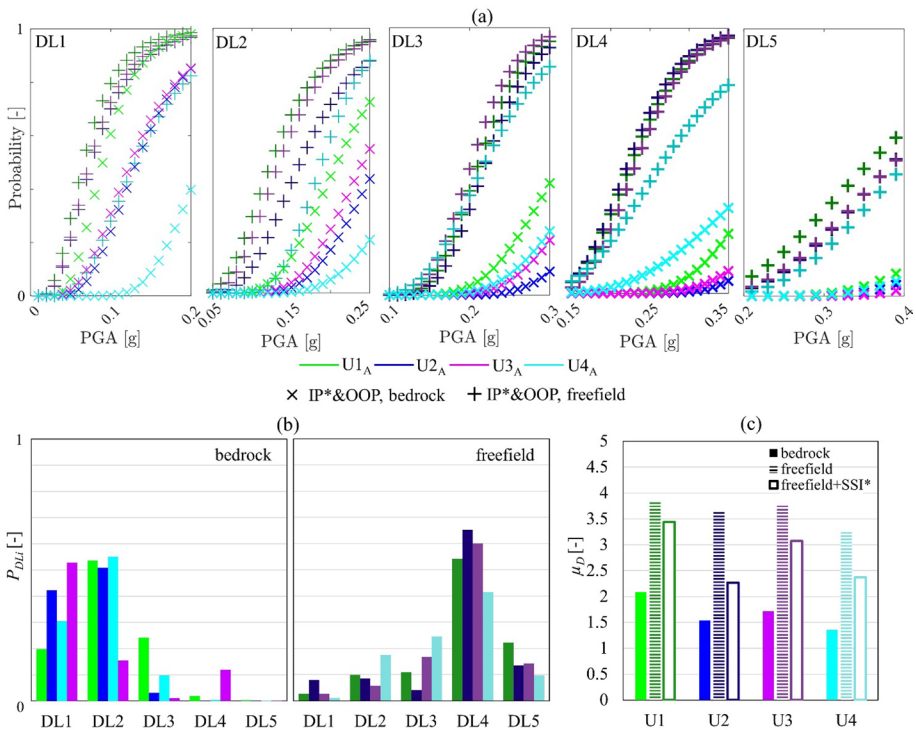 (a)
DL1 DL2 DL3 DL4 DL5
1
Probability [-]
0
0 0.1 0.2 0.05 0.15 0.25 0.1 0.2 0.3 0.15 0.25 0.35 0.2 0.3 0.4
PGA [g] PGA [g] PGA [g] PGA [g] PGA [g]
U1A U2A U3A U4A
× IP*&OOP, bedrock + IP*&OOP, freefield
(b) (c)
1
bedrock freefield
P_DLi [-]
0
DL1 DL2 DL3 DL4 DL5 DL1 DL2 DL3 DL4 DL5
5
4.5
4
3.5
3
2.5
2
1.5
1
0.5
0
μ_D [-]
bedrock
freefield
freefield+SSI*
U1 U2 U3 U4